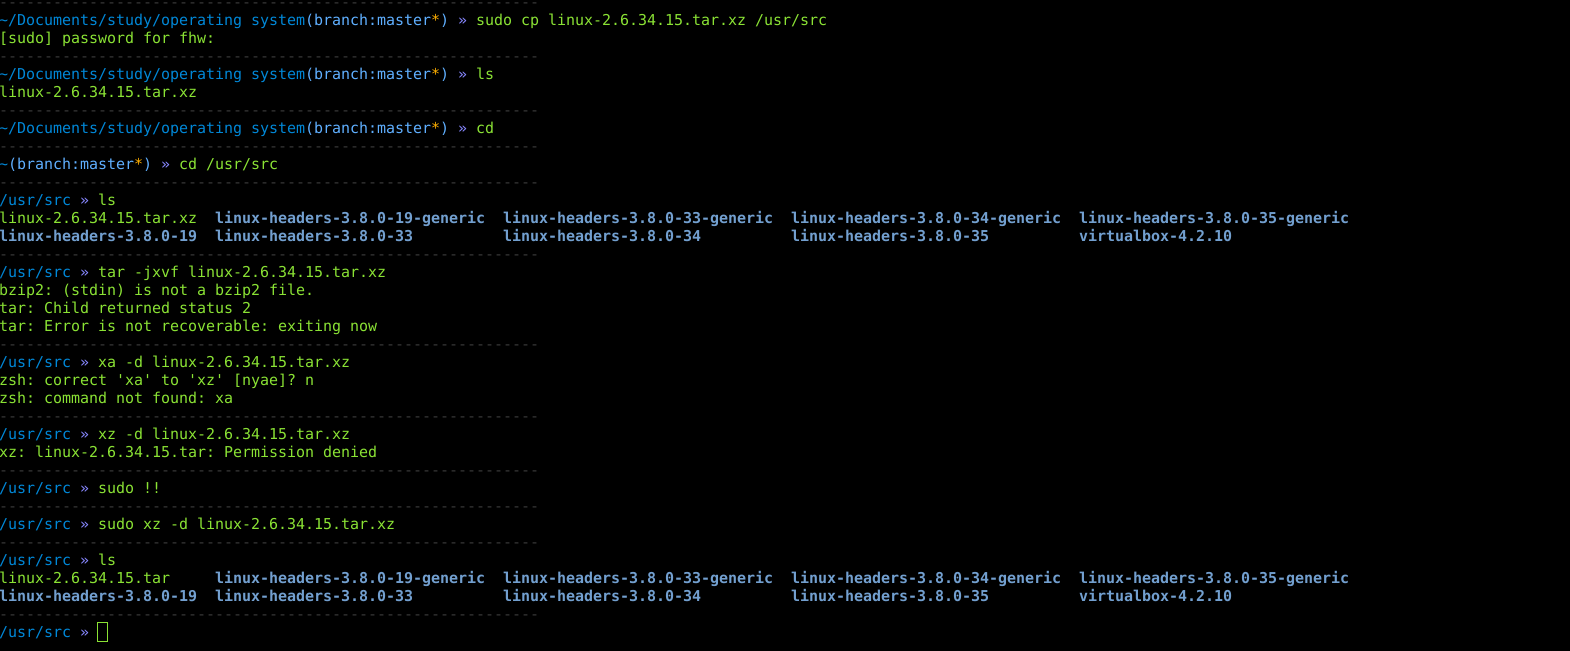 ~/Documents/study/operating system(branch:master*) » sudo cp linux-2.6.34.15.tar.xz /usr/src
[sudo] password for fhw:
~/Documents/study/operating system(branch:master*) » ls
linux-2.6.34.15.tar.xz
~/Documents/study/operating system(branch:master*) » cd
~(branch:master*) » cd /usr/src
/usr/src » ls
linux-2.6.34.15.tar.xz  linux-headers-3.8.0-19-generic  linux-headers-3.8.0-33-generic  linux-headers-3.8.0-34-generic  linux-headers-3.8.0-35-generic
linux-headers-3.8.0-19  linux-headers-3.8.0-33          linux-headers-3.8.0-34          linux-headers-3.8.0-35          virtualbox-4.2.10
/usr/src » tar -jxvf linux-2.6.34.15.tar.xz
bzip2: (stdin) is not a bzip2 file.
tar: Child returned status 2
tar: Error is not recoverable: exiting now
/usr/src » xa -d linux-2.6.34.15.tar.xz
zsh: correct 'xa' to 'xz' [nyae]? n
zsh: command not found: xa
/usr/src » xz -d linux-2.6.34.15.tar.xz
xz: linux-2.6.34.15.tar: Permission denied
/usr/src » sudo !!
/usr/src » sudo xz -d linux-2.6.34.15.tar.xz
/usr/src » ls
linux-2.6.34.15.tar     linux-headers-3.8.0-19-generic  linux-headers-3.8.0-33-generic  linux-headers-3.8.0-34-generic  linux-headers-3.8.0-35-generic
linux-headers-3.8.0-19  linux-headers-3.8.0-33          linux-headers-3.8.0-34          linux-headers-3.8.0-35          virtualbox-4.2.10
/usr/src »